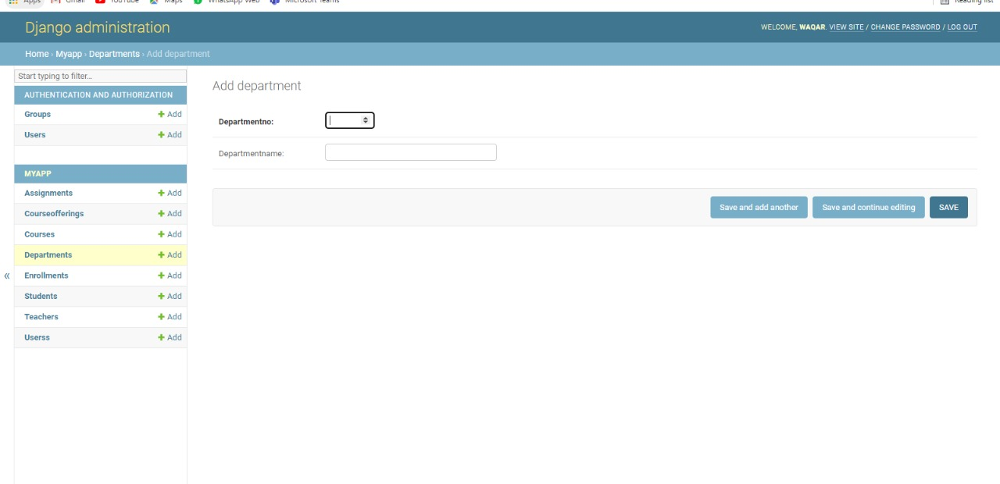 Apps Gmail YouTube Maps WhatsApp Web Microsoft Teams Reading list
Django administration
WELCOME, WAQAR. VIEW SITE / CHANGE PASSWORD / LOG OUT
Home › Myapp › Departments › Add department
Start typing to filter...
AUTHENTICATION AND AUTHORIZATION
Groups + Add
Users + Add
MYAPP
Assignments + Add
Courseofferings + Add
Courses + Add
Departments + Add
Enrollments + Add
Students + Add
Teachers + Add
Userss + Add
«
Add department
Departmentno:
Departmentname:
Save and add another Save and continue editing SAVE